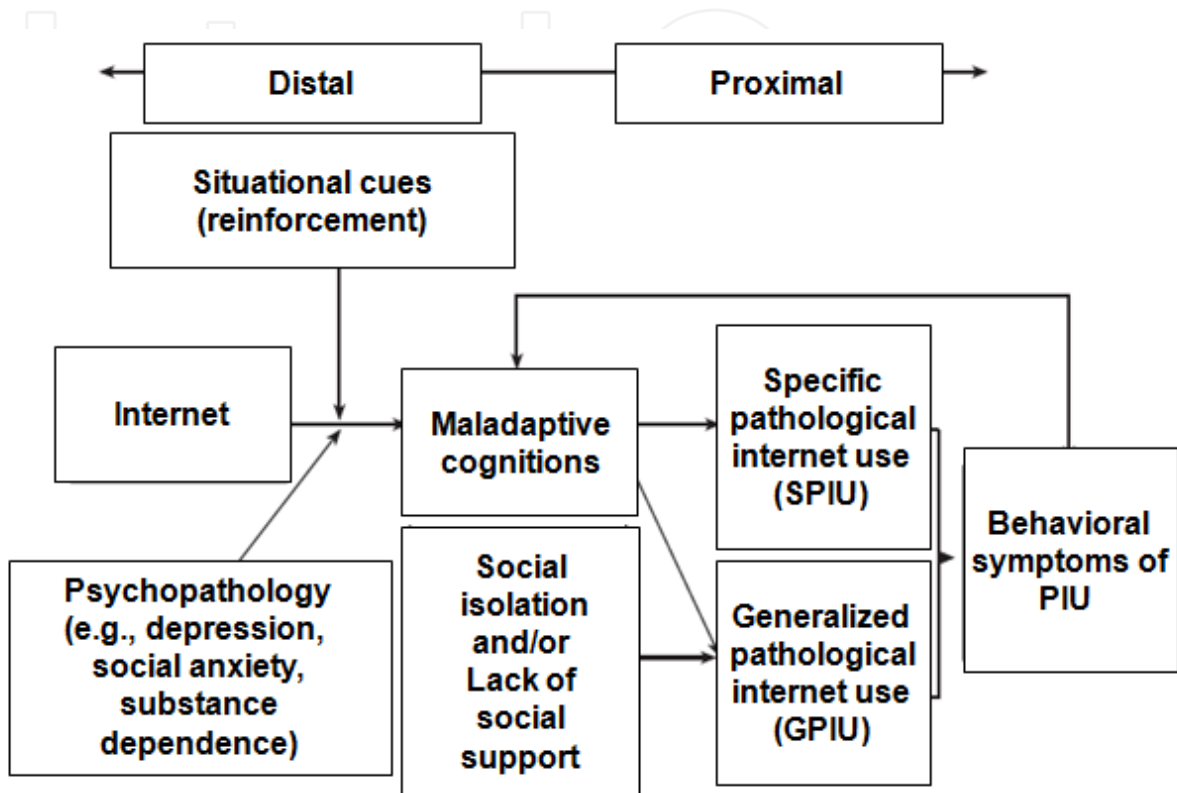 Distal
Proximal
Situational cues
(reinforcement)
Internet
Maladaptive
cognitions
Specific
pathological
internet use
(SPIU)
Behavioral
symptoms of
PIU
Psychopathology
(e.g., depression,
social anxiety,
substance
dependence)
Social
isolation
and/or
Lack of
social
support
Generalized
pathological
internet use
(GPIU)